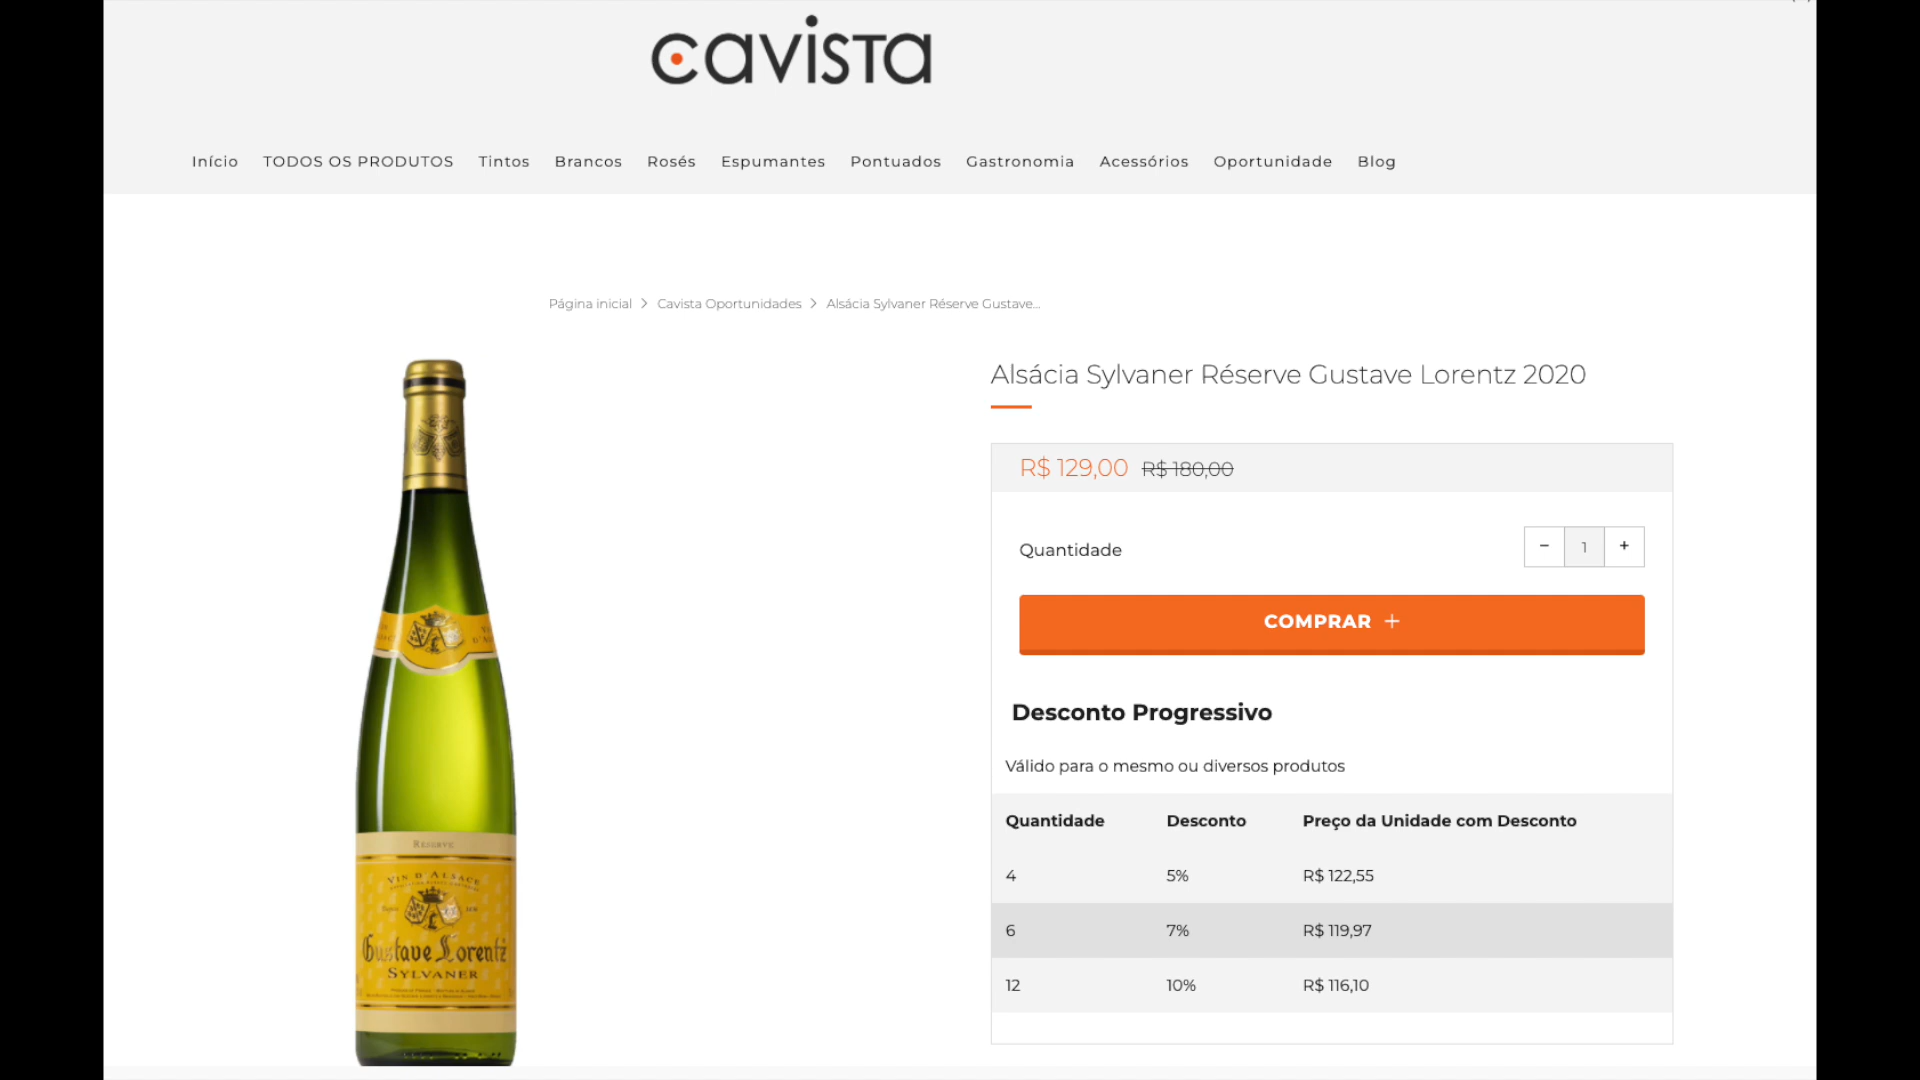 cavista
Início TODOS OS PRODUTOS Tintos Brancos Rosés Espumantes Pontuados Gastronomia Acessórios Oportunidade Blog
Página inicial > Cavista Oportunidades > Alsácia Sylvaner Réserve Gustave...
Alsácia Sylvaner Réserve Gustave Lorentz 2020
R$ 129,00 R$ 180,00
Quantidade − 1 +
COMPRAR +
Desconto Progressivo
Válido para o mesmo ou diversos produtos
Quantidade Desconto Preço da Unidade com Desconto
4 5% R$ 122,55
6 7% R$ 119,97
12 10% R$ 116,10
RÉSERVE
VIN D'ALSACE
Gustave Lorentz
SYLVANER